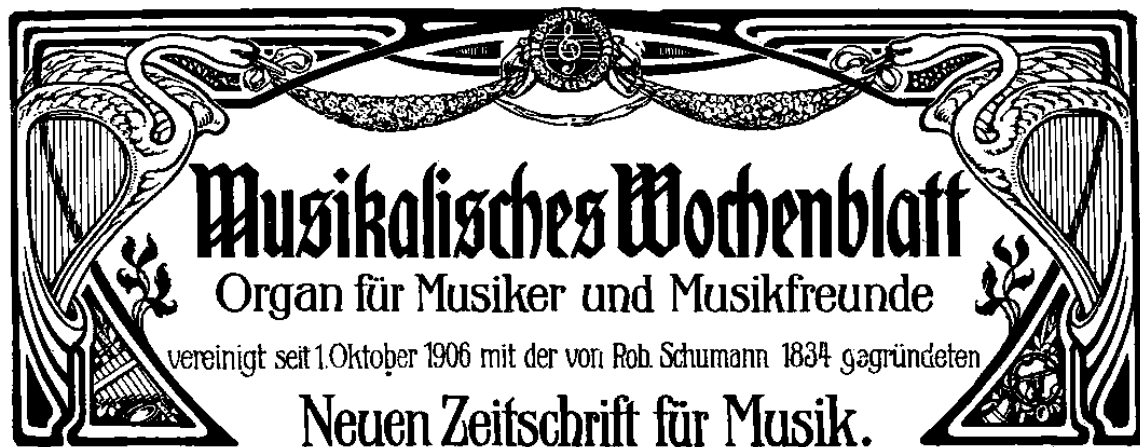 Musikalisches Wochenblatt
Organ für Musiker und Musikfreunde
vereinigt seit 1. Oktober 1906 mit der von Rob. Schumann 1834 gegründeten
Neuen Zeitschrift für Musik.